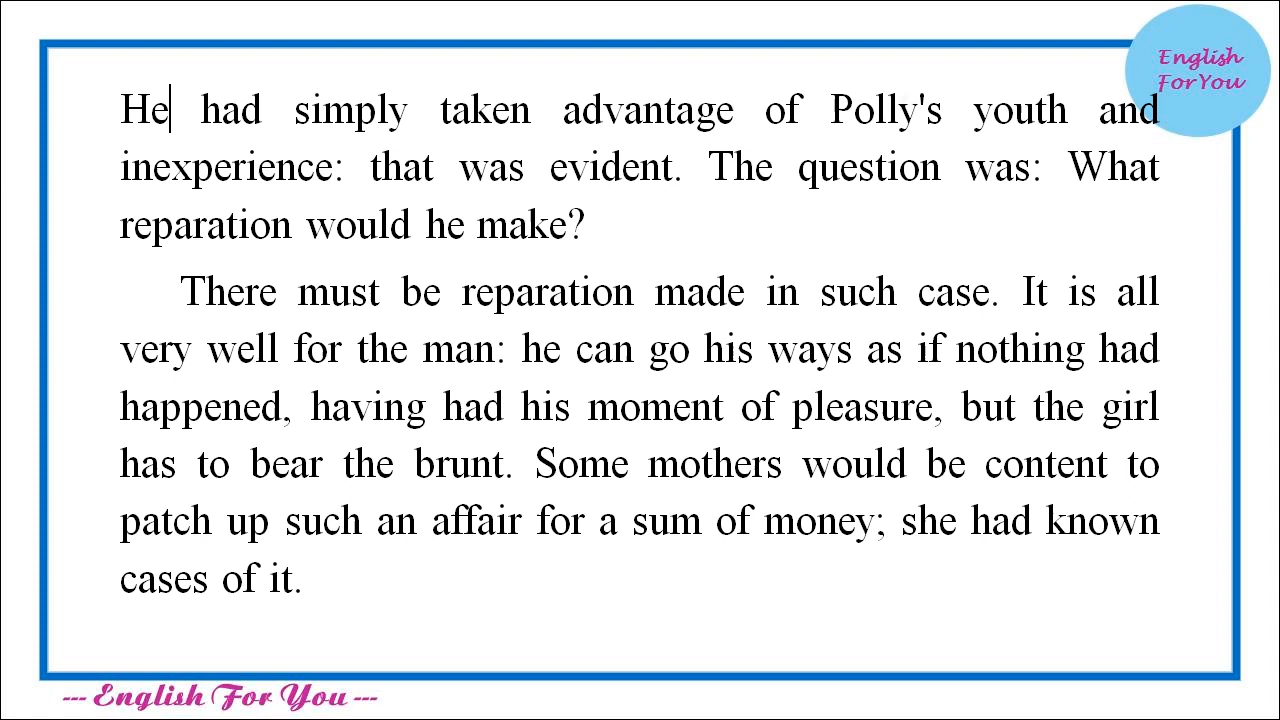 English
ForYou
He had simply taken advantage of Polly's youth and
inexperience: that was evident. The question was: What
reparation would he make?
There must be reparation made in such case. It is all
very well for the man: he can go his ways as if nothing had
happened, having had his moment of pleasure, but the girl
has to bear the brunt. Some mothers would be content to
patch up such an affair for a sum of money; she had known
cases of it.
--- English For You ---